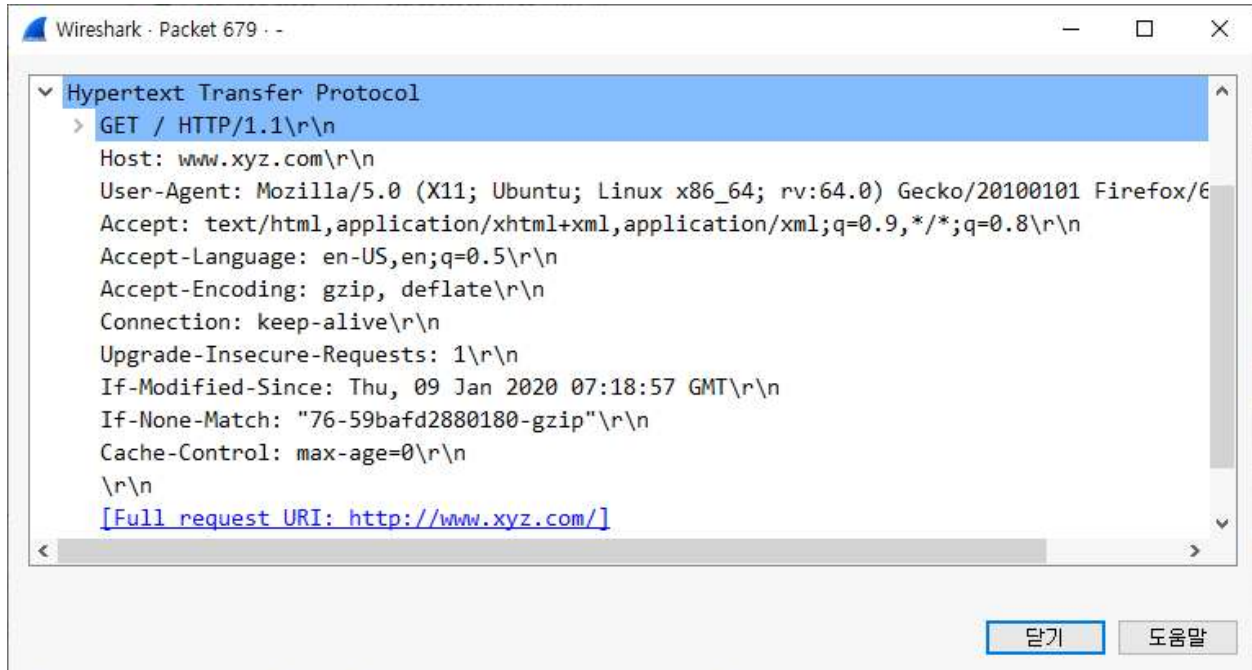 Wireshark · Packet 679 · -
Hypertext Transfer Protocol
GET / HTTP/1.1\r\n
Host: www.xyz.com\r\n
User-Agent: Mozilla/5.0 (X11; Ubuntu; Linux x86_64; rv:64.0) Gecko/20100101 Firefox/6
Accept: text/html,application/xhtml+xml,application/xml;q=0.9,*/*;q=0.8\r\n
Accept-Language: en-US,en;q=0.5\r\n
Accept-Encoding: gzip, deflate\r\n
Connection: keep-alive\r\n
Upgrade-Insecure-Requests: 1\r\n
If-Modified-Since: Thu, 09 Jan 2020 07:18:57 GMT\r\n
If-None-Match: "76-59bafd2880180-gzip"\r\n
Cache-Control: max-age=0\r\n
\r\n
[Full request URI: http://www.xyz.com/]
닫기 도움말